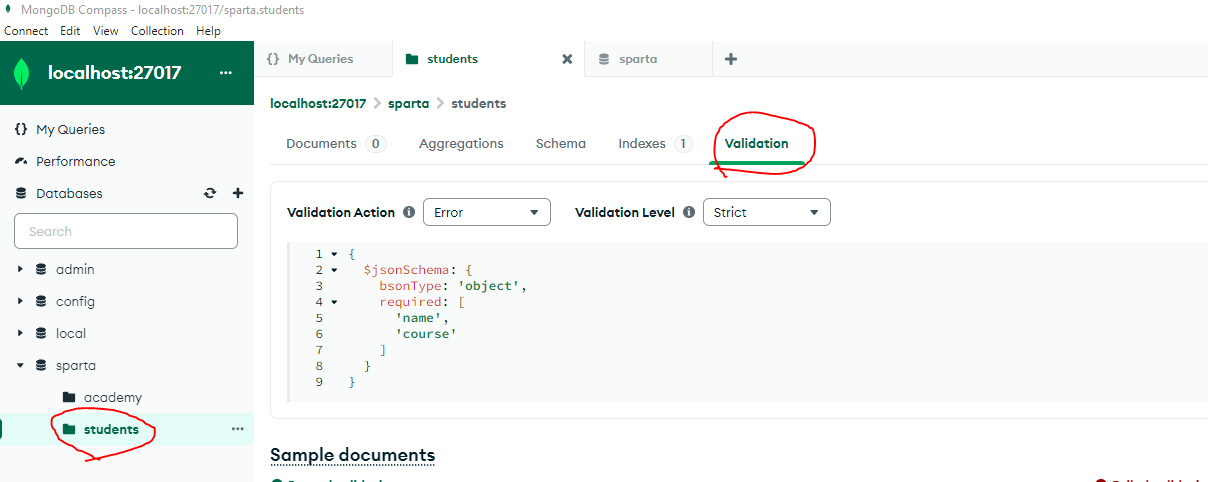 MongoDB Compass - localhost:27017/sparta.students
Connect Edit View Collection Help
localhost:27017 ...
{} My Queries
students
sparta
localhost:27017 > sparta > students
{} My Queries
Performance
Databases
Search
admin
config
local
sparta
academy
students ...
Documents 0 Aggregations Schema Indexes 1 Validation
Validation Action Error Validation Level Strict
1 {
2 $jsonSchema: {
3 bsonType: 'object',
4 required: [
5 'name',
6 'course'
7 ]
8 }
9 }
Sample documents